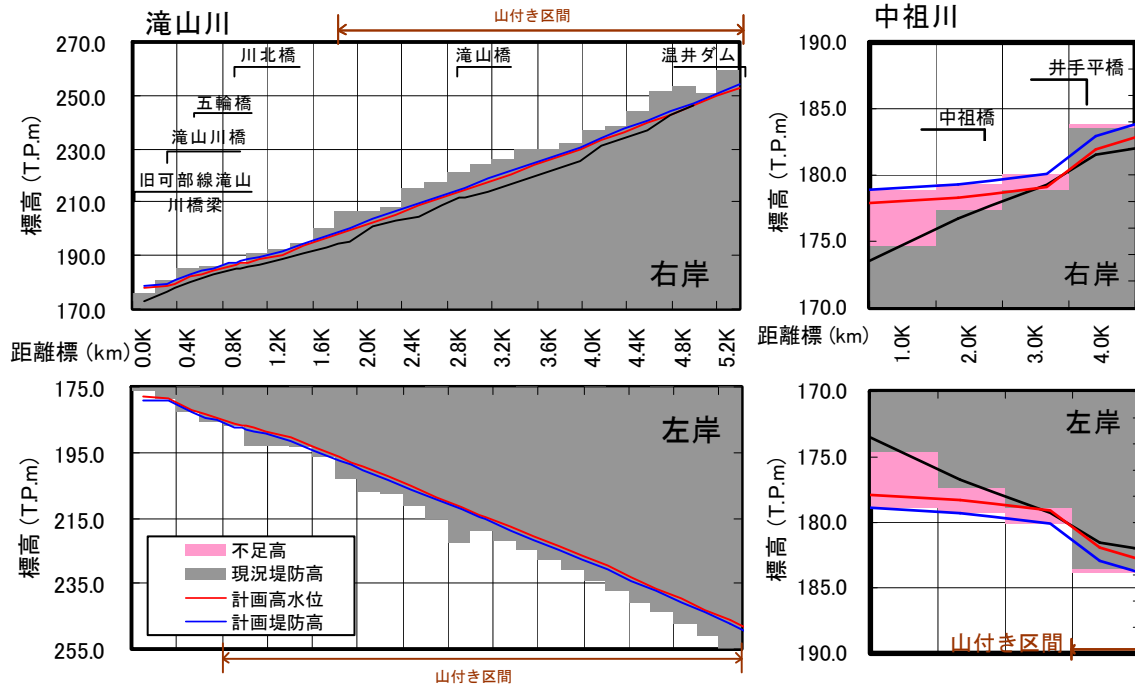 滝山川
山付き区間
270.0
250.0
230.0
210.0
190.0
170.0
標高 (T.P.m)
川北橋
滝山橋
温井ダム
五輪橋
滝山川橋
旧可部線滝山
川橋梁
右岸
中祖川
190.0
185.0
180.0
175.0
170.0
標高 (T.P.m)
井手平橋
中祖橋
右岸
距離標 (km)
0.0K
0.4K
0.8K
1.2K
1.6K
2.0K
2.4K
2.8K
3.2K
3.6K
4.0K
4.4K
4.8K
5.2K
距離標 (km)
1.0K
2.0K
3.0K
4.0K
175.0
195.0
215.0
235.0
255.0
標高 (T.P.m)
左岸
不足高
現況堤防高
計画高水位
計画堤防高
山付き区間
170.0
175.0
180.0
185.0
190.0
標高 (T.P.m)
左岸
山付き区間